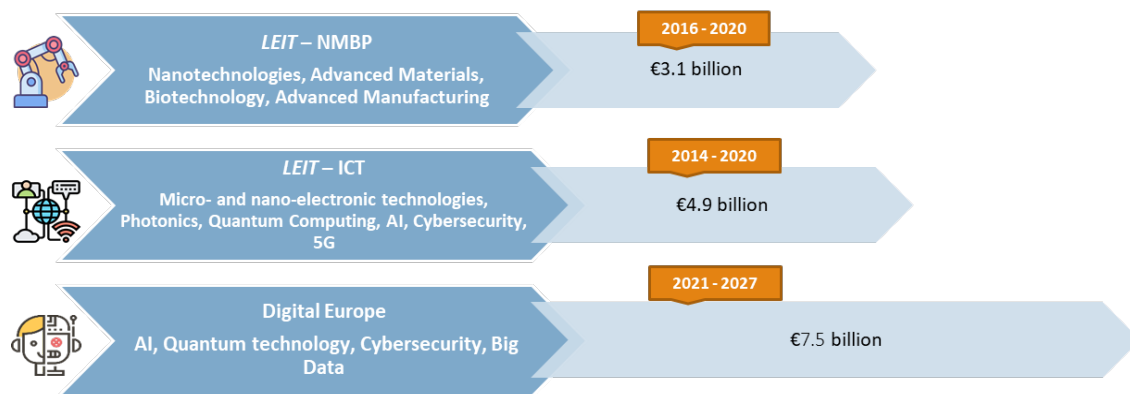 LEIT – NMBP
Nanotechnologies, Advanced Materials,
Biotechnology, Advanced Manufacturing
2016 - 2020
€3.1 billion
LEIT – ICT
Micro- and nano-electronic technologies,
Photonics, Quantum Computing, AI, Cybersecurity,
5G
2014 - 2020
€4.9 billion
Digital Europe
AI, Quantum technology, Cybersecurity, Big
Data
2021 - 2027
€7.5 billion